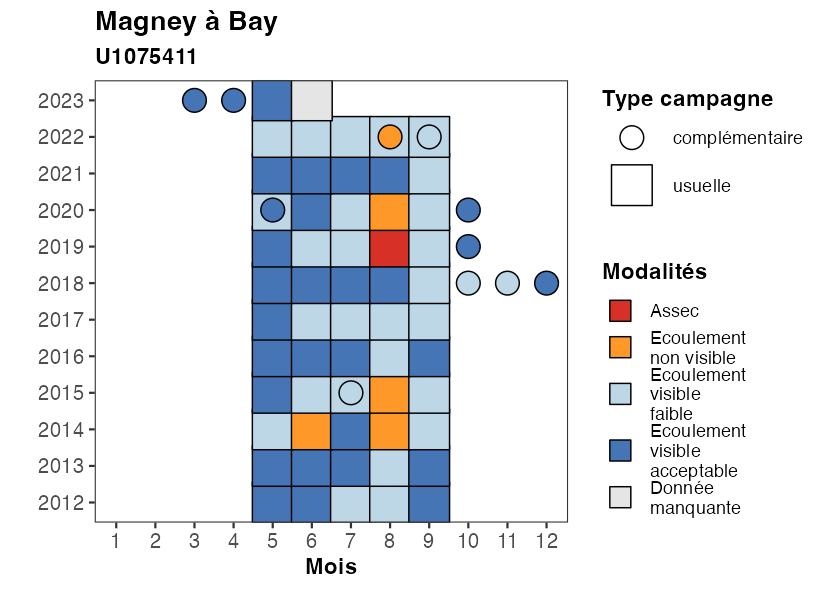 Magney à Bay
U1075411
2023
2022
2021
2020
2019
2018
2017
2016
2015
2014
2013
2012
1 2 3 4 5 6 7 8 9 10 11 12
Mois
Type campagne
complémentaire
usuelle
Modalités
Assec
Ecoulement
non visible
Ecoulement
visible
faible
Ecoulement
visible
acceptable
Donnée
manquante